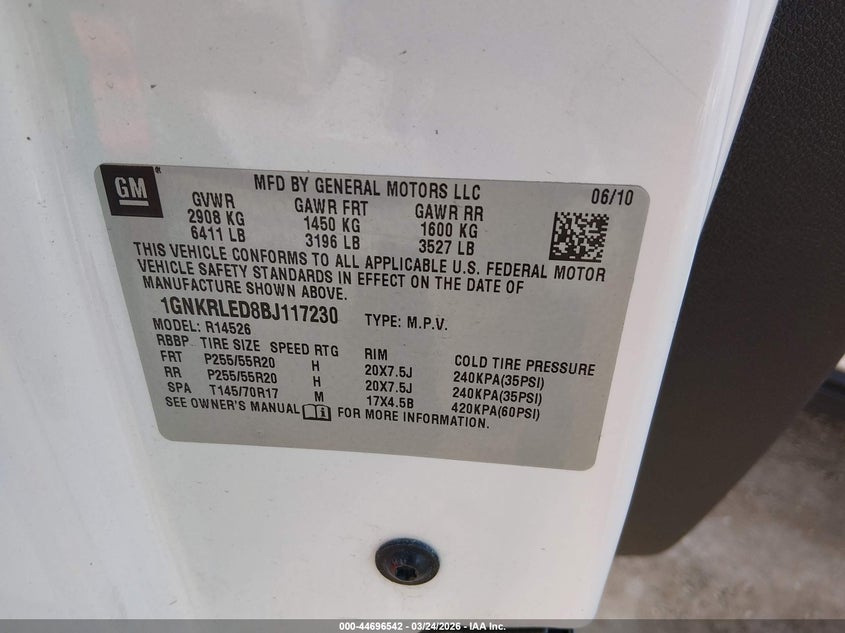 GM
MFD BY GENERAL MOTORS LLC 06/10
GVWR GAWR FRT GAWR RR
2908 KG 1450 KG 1600 KG
6411 LB 3196 LB 3527 LB
THIS VEHICLE CONFORMS TO ALL APPLICABLE U.S. FEDERAL MOTOR
VEHICLE SAFETY STANDARDS IN EFFECT ON THE DATE OF
MANUFACTURE SHOWN ABOVE.
1GNKRLED8BJ117230 TYPE: M.P.V.
MODEL: R14526
RBBP TIRE SIZE SPEED RTG RIM COLD TIRE PRESSURE
FRT P255/55R20 H 20X7.5J 240KPA(35PSI)
RR P255/55R20 H 20X7.5J 240KPA(35PSI)
SPA T145/70R17 M 17X4.5B 420KPA(60PSI)
SEE OWNER'S MANUAL FOR MORE INFORMATION.
000-44696542 - 03/24/2026 - IAA Inc.